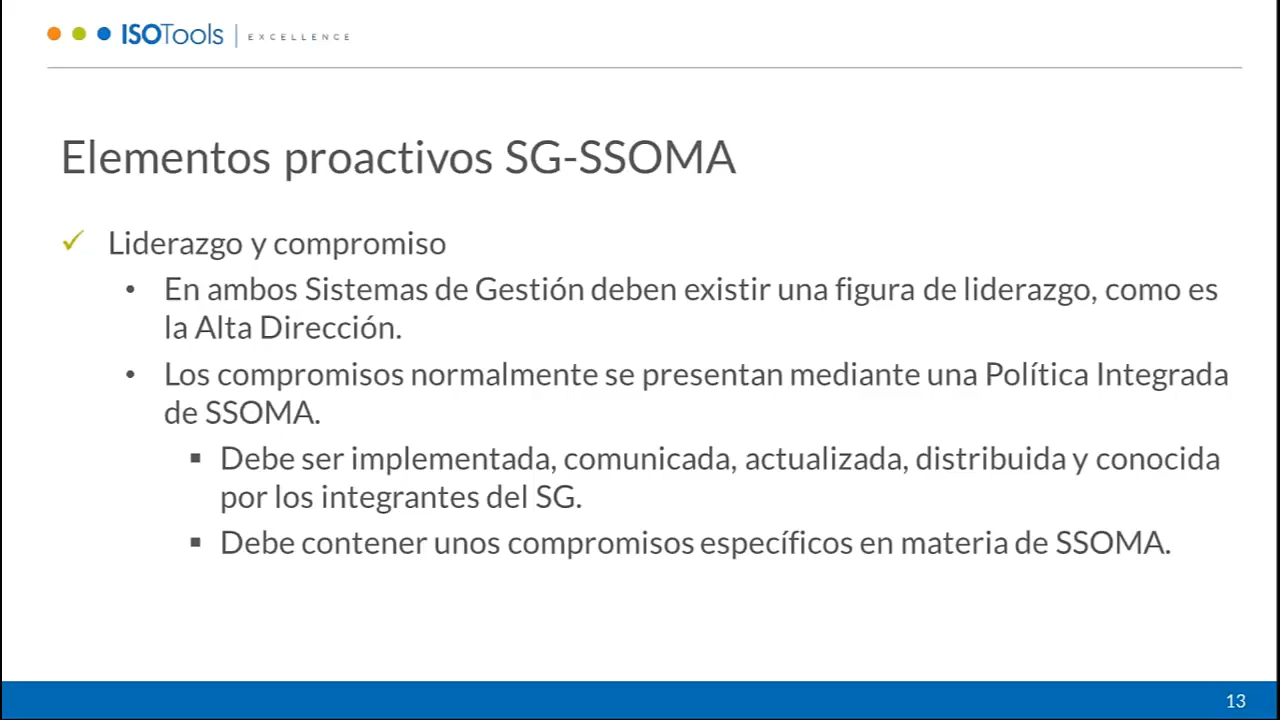 ISOTools | EXCELLENCE
Elementos proactivos SG-SSOMA
✓ Liderazgo y compromiso
• En ambos Sistemas de Gestión deben existir una figura de liderazgo, como es
la Alta Dirección.
• Los compromisos normalmente se presentan mediante una Política Integrada
de SSOMA.
▪ Debe ser implementada, comunicada, actualizada, distribuida y conocida
por los integrantes del SG.
▪ Debe contener unos compromisos específicos en materia de SSOMA.
13